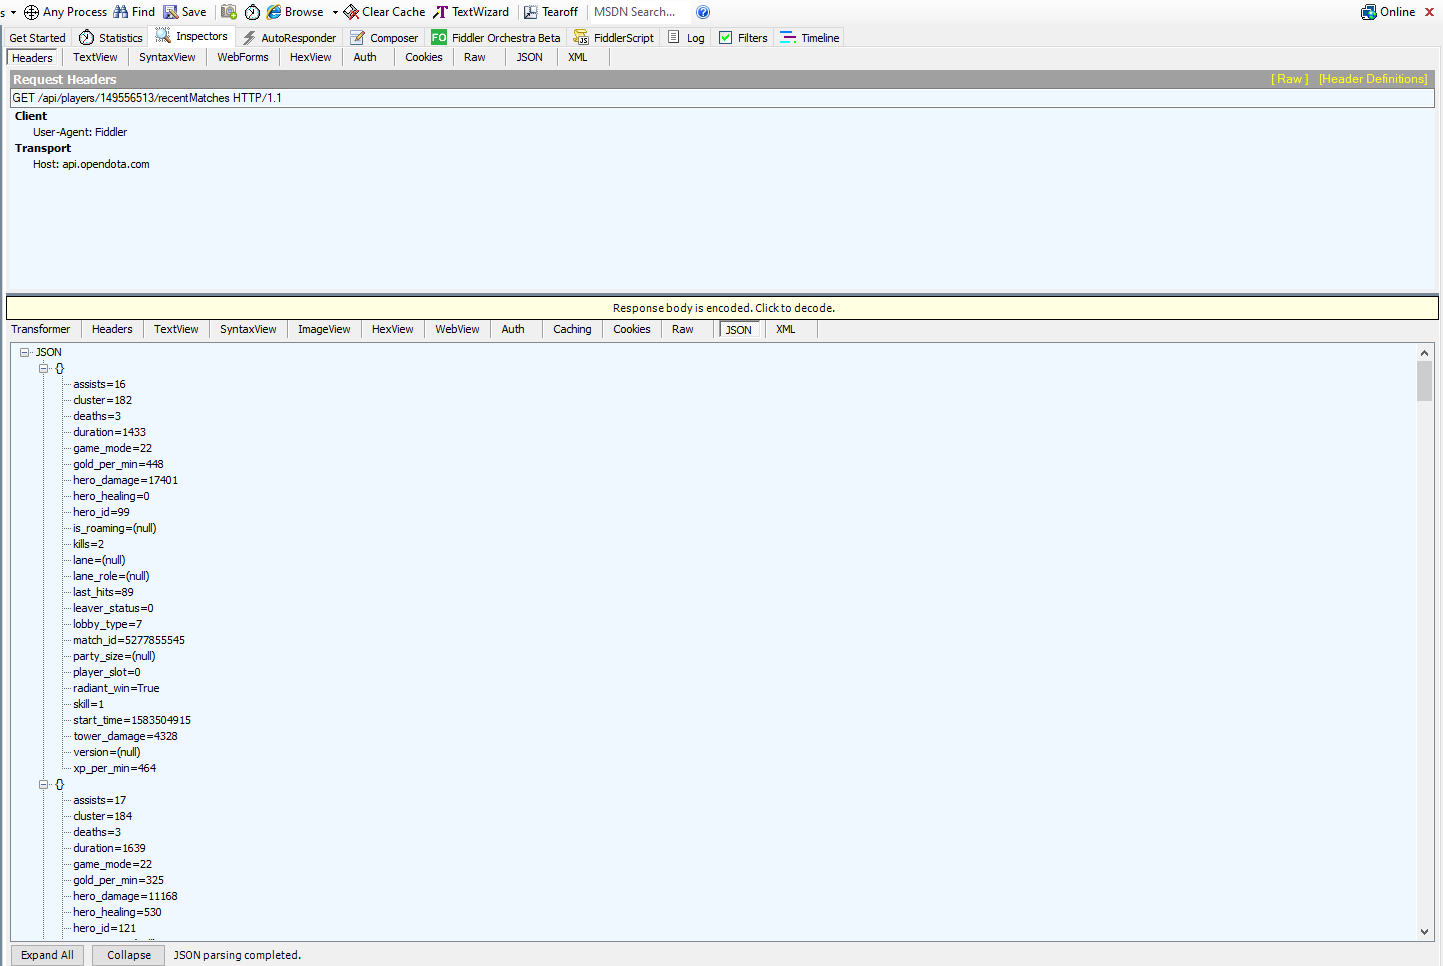 s Any Process Find Save Browse Clear Cache TextWizard Tearoff MSDN Search... ? Online X
Get Started Statistics Inspectors AutoResponder Composer FO Fiddler Orchestra Beta JS FiddlerScript Log Filters Timeline
Headers TextView SyntaxView WebForms HexView Auth Cookies Raw JSON XML
Request Headers [ Raw ] [Header Definitions]
GET /api/players/149556513/recentMatches HTTP/1.1
Client
User-Agent: Fiddler
Transport
Host: api.opendota.com
Response body is encoded. Click to decode.
Transformer Headers TextView SyntaxView ImageView HexView WebView Auth Caching Cookies Raw JSON XML
JSON
{}
assists=16
cluster=182
deaths=3
duration=1433
game_mode=22
gold_per_min=448
hero_damage=17401
hero_healing=0
hero_id=99
is_roaming=(null)
kills=2
lane=(null)
lane_role=(null)
last_hits=89
leaver_status=0
lobby_type=7
match_id=5277855545
party_size=(null)
player_slot=0
radiant_win=True
skill=1
start_time=1583504915
tower_damage=4328
version=(null)
xp_per_min=464
{}
assists=17
cluster=184
deaths=3
duration=1639
game_mode=22
gold_per_min=325
hero_damage=11168
hero_healing=530
hero_id=121
Expand All Collapse JSON parsing completed.